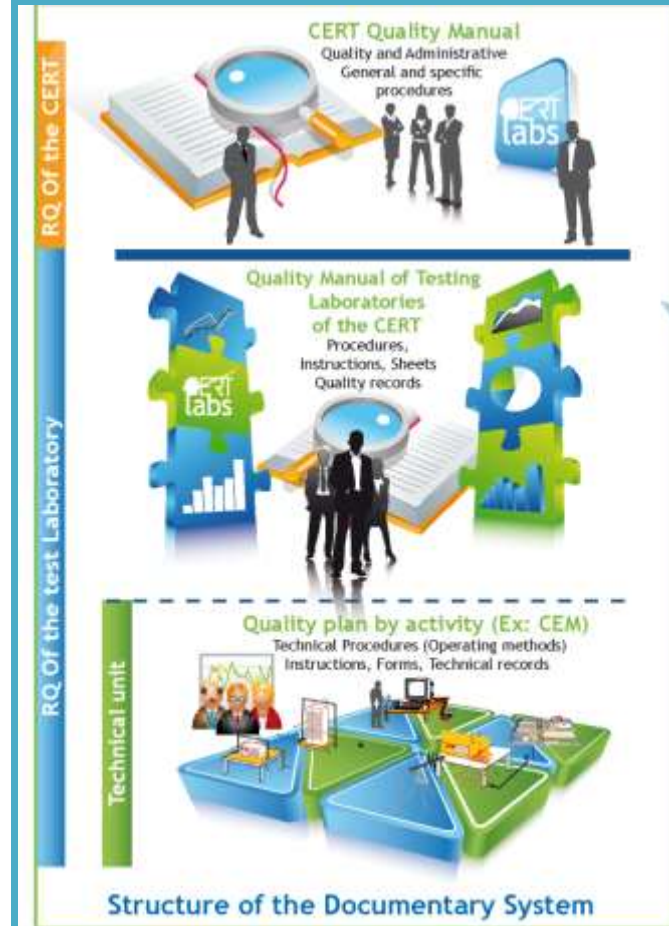 CERT Quality Manual
Quality and Administrative
General and specific
procedures
CERT
labs
RQ Of the CERT
Quality Manual of Testing
Laboratories
of the CERT
Procedures,
Instructions, Sheets
Quality records
CERT
labs
RQ Of the test Laboratory
Quality plan by activity (Ex: CEM)
Technical Procedures (Operating methods)
Instructions, Forms, Technical records
Technical unit
Structure of the Documentary System